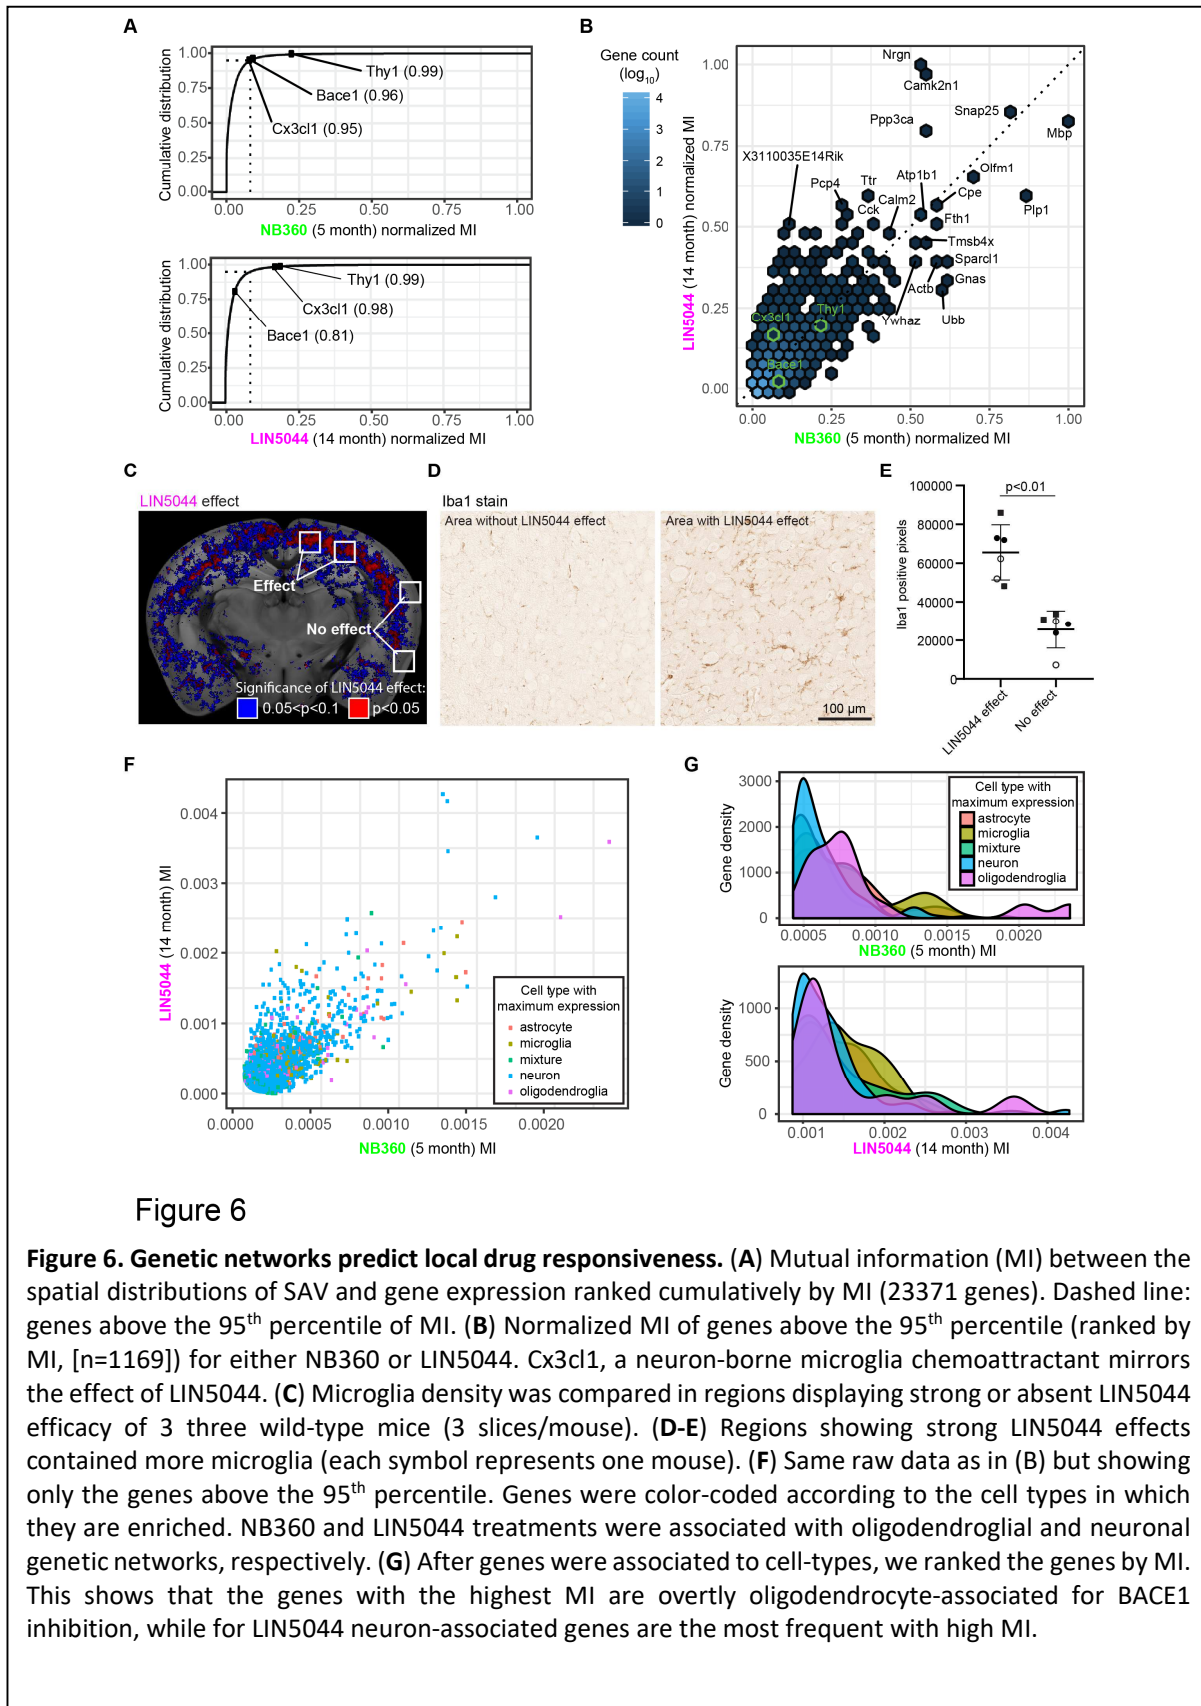 A
Cumulative distribution
1.00
0.75
0.50
0.25
0.00
Thy1 (0.99)
Bace1 (0.96)
Cx3cl1 (0.95)
0.00 0.25 0.50 0.75 1.00
NB360 (5 month) normalized MI
Cumulative distribution
1.00
0.75
0.50
0.25
0.00
Thy1 (0.99)
Cx3cl1 (0.98)
Bace1 (0.81)
0.00 0.25 0.50 0.75 1.00
LIN5044 (14 month) normalized MI
B
Gene count
(log10)
4
3
2
1
0
LIN5044 (14 month) normalized MI
1.00
0.75
0.50
0.25
0.00
Nrgn
Camk2n1
Snap25
Ppp3ca
Mbp
X3110035E14Rik
Olfm1
Pcp4
Ttr
Atp1b1
Cpe
Calm2
Plp1
Cck
Fth1
Tmsb4x
Sparcl1
Actb
Gnas
Ywhaz
Ubb
Cx3cl1
Thy1
Bace1
0.00 0.25 0.50 0.75 1.00
NB360 (5 month) normalized MI
C
LIN5044 effect
Effect
No effect
Significance of LIN5044 effect:
0.05<p<0.1 p<0.05
D
Iba1 stain
Area without LIN5044 effect
Area with LIN5044 effect
100 µm
E
Iba1 positive pixels
100000
80000
60000
40000
20000
0
p<0.01
LIN5044 effect
No effect
F
LIN5044 (14 month) MI
0.004
0.003
0.002
0.001
0.000
Cell type with
maximum expression
astrocyte
microglia
mixture
neuron
oligodendroglia
0.0000 0.0005 0.0010 0.0015 0.0020
NB360 (5 month) MI
G
Gene density
3000
2000
1000
0
Cell type with
maximum expression
astrocyte
microglia
mixture
neuron
oligodendroglia
0.0005 0.0010 0.0015 0.0020
NB360 (5 month) MI
Gene density
1000
500
0
0.001 0.002 0.003 0.004
LIN5044 (14 month) MI
Figure 6
Figure 6. Genetic networks predict local drug responsiveness. (A) Mutual information (MI) between the
spatial distributions of SAV and gene expression ranked cumulatively by MI (23371 genes). Dashed line:
genes above the 95th percentile of MI. (B) Normalized MI of genes above the 95th percentile (ranked by
MI, [n=1169]) for either NB360 or LIN5044. Cx3cl1, a neuron-borne microglia chemoattractant mirrors
the effect of LIN5044. (C) Microglia density was compared in regions displaying strong or absent LIN5044
efficacy of 3 three wild-type mice (3 slices/mouse). (D-E) Regions showing strong LIN5044 effects
contained more microglia (each symbol represents one mouse). (F) Same raw data as in (B) but showing
only the genes above the 95th percentile. Genes were color-coded according to the cell types in which
they are enriched. NB360 and LIN5044 treatments were associated with oligodendroglial and neuronal
genetic networks, respectively. (G) After genes were associated to cell-types, we ranked the genes by MI.
This shows that the genes with the highest MI are overtly oligodendrocyte-associated for BACE1
inhibition, while for LIN5044 neuron-associated genes are the most frequent with high MI.